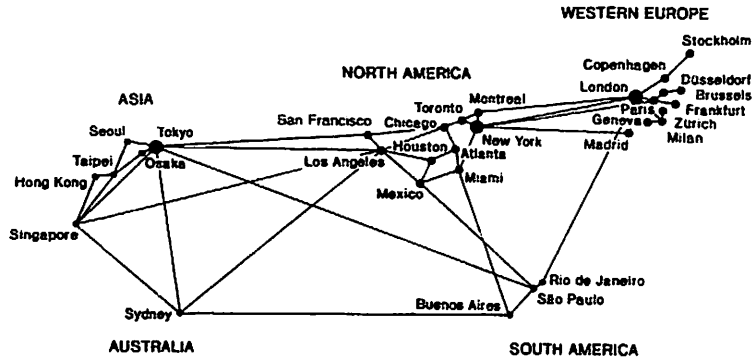 WESTERN EUROPE
Stockholm
Copenhagen
NORTH AMERICA
London
Düsseldorf
Brussels
ASIA
Montreal
Toronto
Paris
Frankfurt
San Francisco
Chicago
Geneva
Zürich
Seoul
Tokyo
New York
Madrid
Milan
Taipei
Osaka
Los Angeles
Houston
Atlanta
Hong Kong
Miami
Mexico
Singapore
Rio de Janeiro
São Paulo
Sydney
Buenos Aires
AUSTRALIA
SOUTH AMERICA